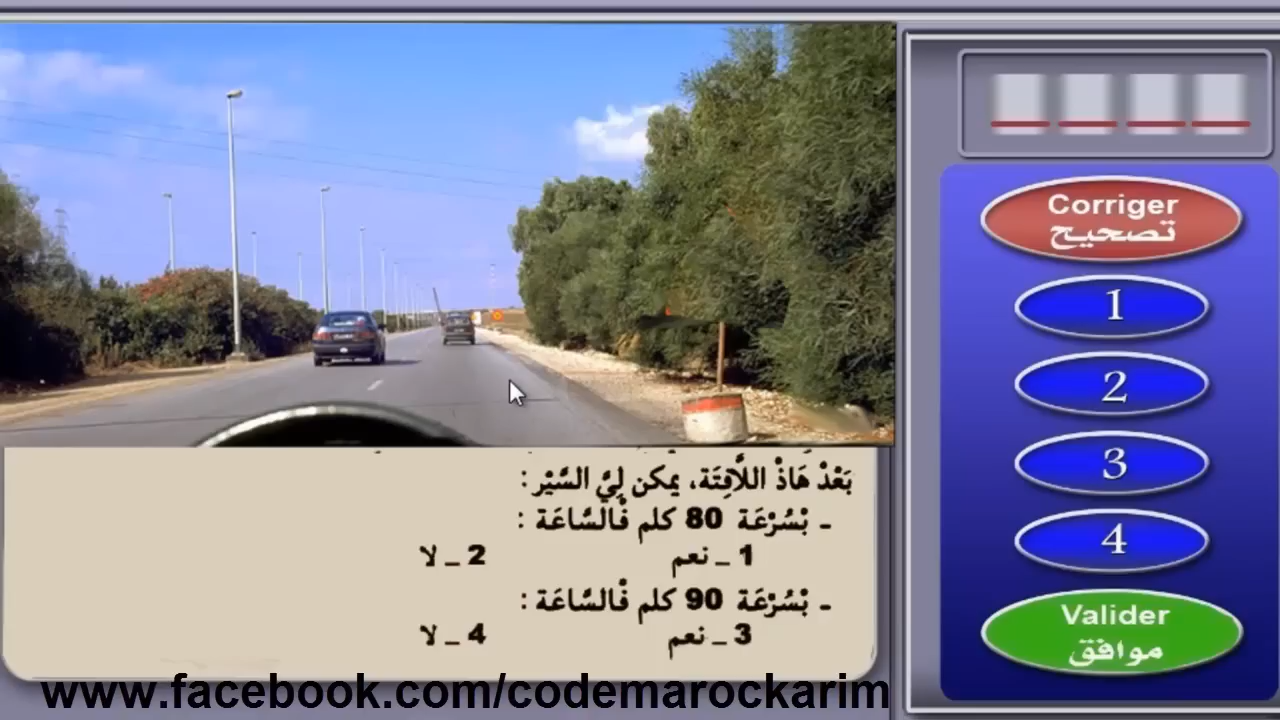 بَعْدْ هَاذْ اللَّافِتَة، يمكن لِيَّ السَّيْر :
ـ بْسُرْعَة 80 كلم فْالسَّاعَة :
1 ـ نعم 2 ـ لا
ـ بْسُرْعَة 90 كلم فْالسَّاعَة :
3 ـ نعم 4 ـ لا
www.facebook.com/codemarockarim
Corriger
تصحيح
1
2
3
4
Valider
موافق